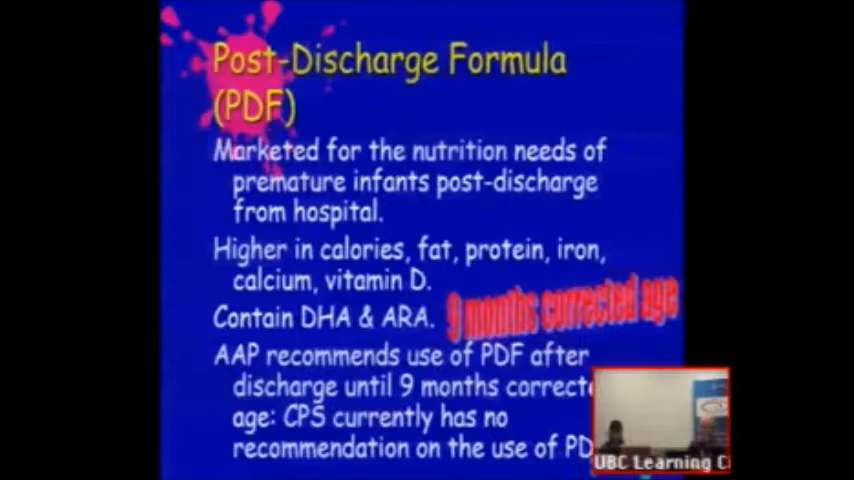 Post-Discharge Formula
(PDF)
Marketed for the nutrition needs of
premature infants post-discharge
from hospital.
Higher in calories, fat, protein, iron,
calcium, vitamin D.
Contain DHA & ARA.
9 months corrected age
AAP recommends use of PDF after
discharge until 9 months correcte
age: CPS currently has no
recommendation on the use of PD
UBC Learning C